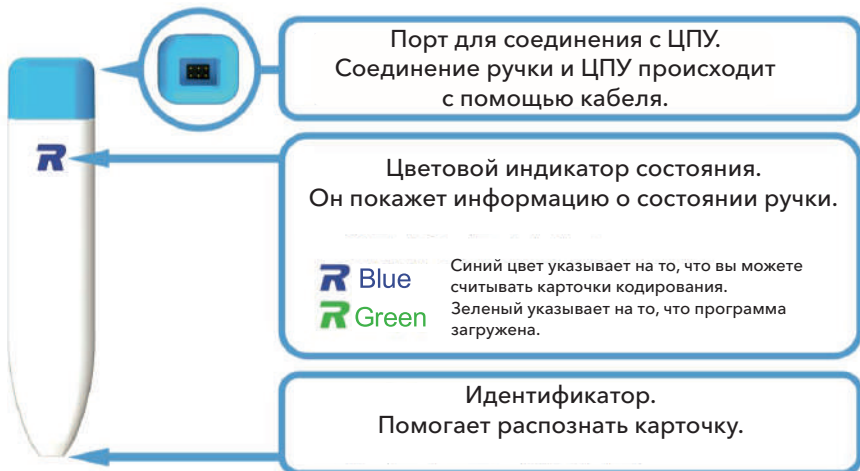 Порт для соединения с ЦПУ.
Соединение ручки и ЦПУ происходит
с помощью кабеля.
R
Цветовой индикатор состояния.
Он покажет информацию о состоянии ручки.
R Blue
Синий цвет указывает на то, что вы можете
считывать карточки кодирования.
R Green
Зеленый указывает на то, что программа
загружена.
Идентификатор.
Помогает распознать карточку.